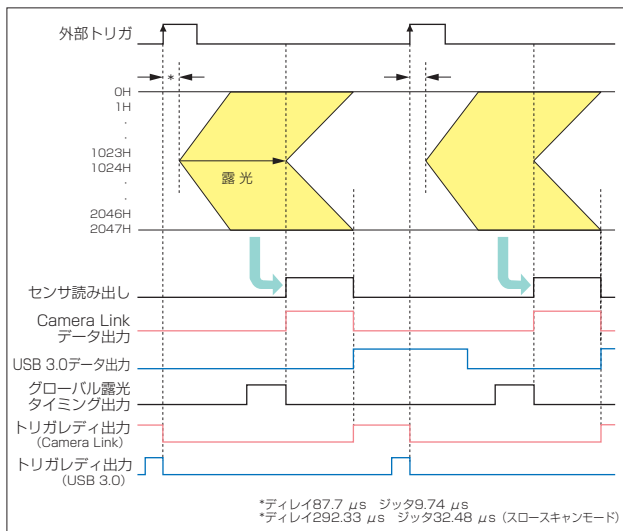 外部トリガ
*
0H
1H
.
.
1023H
1024H
.
.
2046H
2047H
露 光
センサ読み出し
Camera Link
データ出力
USB 3.0データ出力
グローバル露光
タイミング出力
トリガレディ出力
(Camera Link)
トリガレディ出力
(USB 3.0)
*ディレイ87.7 μs ジッタ9.74 μs
*ディレイ292.33 μs ジッタ32.48 μs (スロースキャンモード)